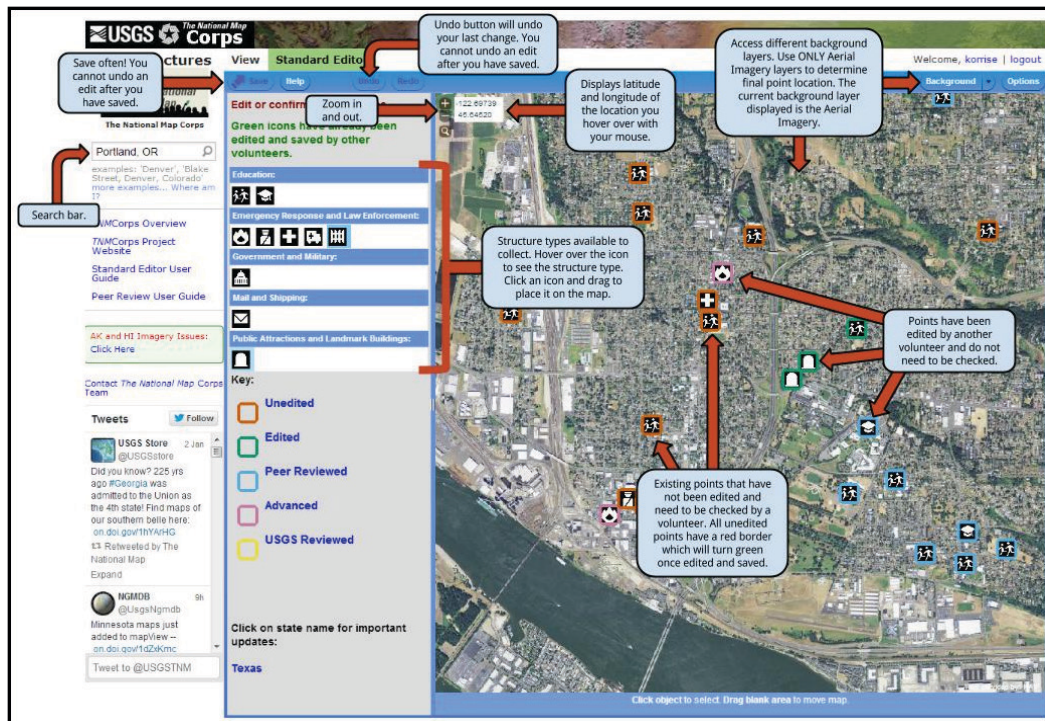 USGS The National Map
Corps
Undo button will undo
your last change. You
cannot undo an edit
after you have saved.
Save often! You
cannot undo an
edit after you
have saved.
ctures
View Standard Edito
Access different background
layers. Use ONLY Aerial
Imagery layers to determine
final point location. The
current background layer
displayed is the Aerial
Imagery.
Welcome, korrise | logout
Save Help Undo Redo
Background Options
The National Map Corps
Edit or confirm
Zoom in
and out.
-122.69739
45.64520
Displays latitude
and longitude of
the location you
hover over with
your mouse.
Green icons have already been
edited and saved by other
volunteers.
Portland, OR
examples: 'Denver', 'Blake
Street, Denver, Colorado'
more examples... Where am
I?
Search bar.
TNMCorps Overview
TNMCorps Project
Website
Standard Editor User
Guide
Peer Review User Guide
AK and HI Imagery Issues:
Click Here
Contact The National Map Corps
Team
Tweets Follow
USGS Store 2 Jan
@USGSstore
Did you know? 225 yrs
ago #Georgia was
admitted to the Union as
the 4th state! Find maps of
our southern belle here:
on.doi.gov/1hYArHG
Retweeted by The
National Map
Expand
NGMDB 9h
@UsgsNgmdb
Minnesota maps just
added to mapView --
on.doi.gov/1dZxKmc
Tweet to @USGSTNM
Education:
Emergency Response and Law Enforcement:
Government and Military:
Mail and Shipping:
Public Attractions and Landmark Buildings:
Key:
Unedited
Edited
Peer Reviewed
Advanced
USGS Reviewed
Click on state name for important
updates:
Texas
Structure types available to
collect. Hover over the icon
to see the structure type.
Click an icon and drag to
place it on the map.
Points have been
edited by another
volunteer and do not
need to be checked.
Existing points that have
not been edited and
need to be checked by a
volunteer. All unedited
points have a red border
which will turn green
once edited and saved.
Click object to select. Drag blank area to move map.